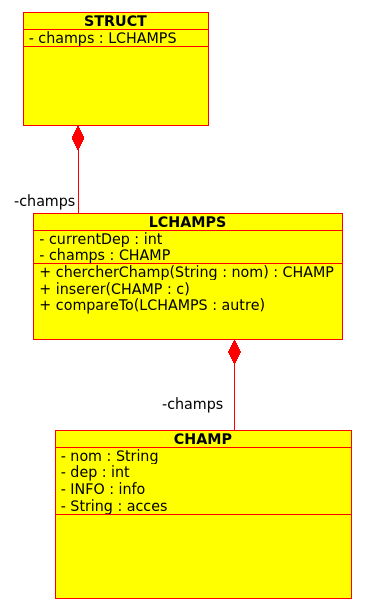 STRUCT
- champs : LCHAMPS
-champs
LCHAMPS
- currentDep : int
- champs : CHAMP
+ chercherChamp(String : nom) : CHAMP
+ inserer(CHAMP : c)
+ compareTo(LCHAMPS : autre)
-champs
CHAMP
- nom : String
- dep : int
- INFO : info
- String : acces